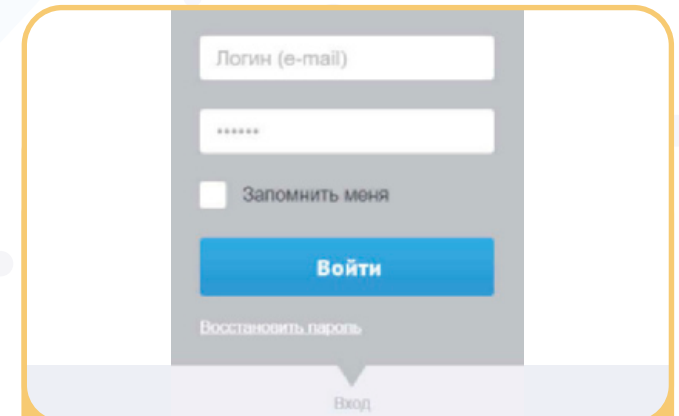 Логин (e-mail)
••••••
Запомнить меня
Войти
Восстановить пароль
Вход